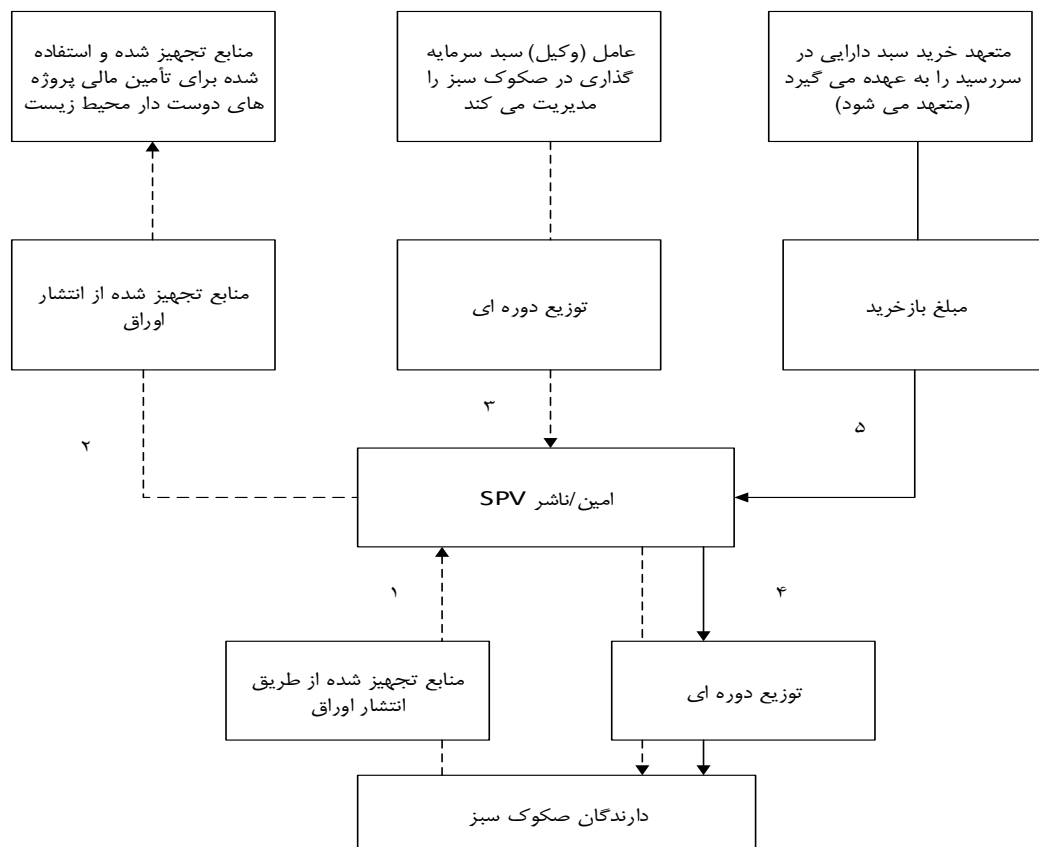 متعهد خرید سبد دارایی در
سررسید را به عهده می گیرد
(متعهد می شود)
عامل (وکیل) سبد سرمایه
گذاری در صکوک سبز را
مدیریت می کند
منابع تجهیز شده و استفاده
شده برای تأمین مالی پروژه
های دوست دار محیط زیست
مبلغ بازخرید
توزیع دوره ای
منابع تجهیز شده از انتشار
اوراق
۵
۳
۲
امین/ناشر SPV
۴
۱
توزیع دوره ای
منابع تجهیز شده از طریق
انتشار اوراق
دارندگان صکوک سبز